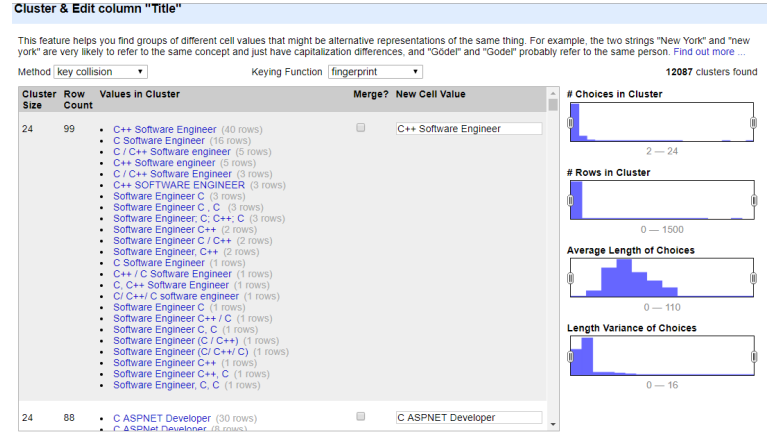 Cluster & Edit column "Title"
This feature helps you find groups of different cell values that might be alternative representations of the same thing. For example, the two strings "New York" and "new
york" are very likely to refer to the same concept and just have capitalization differences, and "Gödel" and "Godel" probably refer to the same person. Find out more ...
Method key collision Keying Function fingerprint 12087 clusters found
Cluster Size Row Count Values in Cluster Merge? New Cell Value
24 99 C++ Software Engineer (40 rows) C++ Software Engineer
C Software Engineer (16 rows)
C / C++ Software engineer (5 rows)
C++ Software engineer (5 rows)
C / C++ Software Engineer (3 rows)
C++ SOFTWARE ENGINEER (3 rows)
Software Engineer C (3 rows)
Software Engineer C , C (3 rows)
Software Engineer; C; C++; C (3 rows)
Software Engineer C++ (2 rows)
Software Engineer C / C++ (2 rows)
Software Engineer, C++ (2 rows)
C Software Engineer (1 rows)
C++ / C Software Engineer (1 rows)
C, C++ Software Engineer (1 rows)
C/ C++/ C software engineer (1 rows)
Software Engineer C (1 rows)
Software Engineer C++ / C (1 rows)
Software Engineer C, C (1 rows)
Software Engineer (C / C++) (1 rows)
Software Engineer (C/ C++/ C) (1 rows)
Software Engineer C++ (1 rows)
Software Engineer C++, C (1 rows)
Software Engineer, C, C (1 rows)
24 88 C ASPNET Developer (30 rows) C ASPNET Developer
C ASPNet Developer (8 rows)
# Choices in Cluster
2 — 24
# Rows in Cluster
0 — 1500
Average Length of Choices
0 — 110
Length Variance of Choices
0 — 16